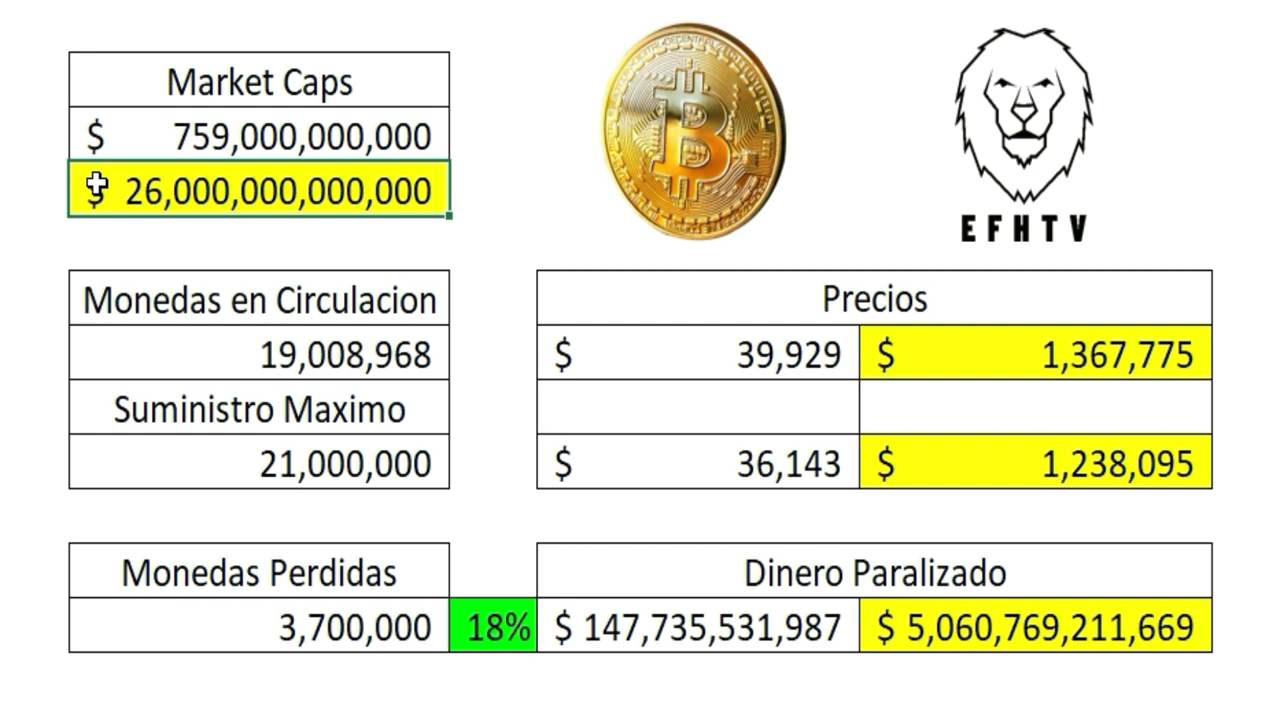 Market Caps
$ 759,000,000,000
$ 26,000,000,000,000
EFHTV
Monedas en Circulacion
19,008,968
Suministro Maximo
21,000,000
Precios
$ 39,929 $ 1,367,775
$ 36,143 $ 1,238,095
Monedas Perdidas
3,700,000 18%
Dinero Paralizado
$ 147,735,531,987 $ 5,060,769,211,669